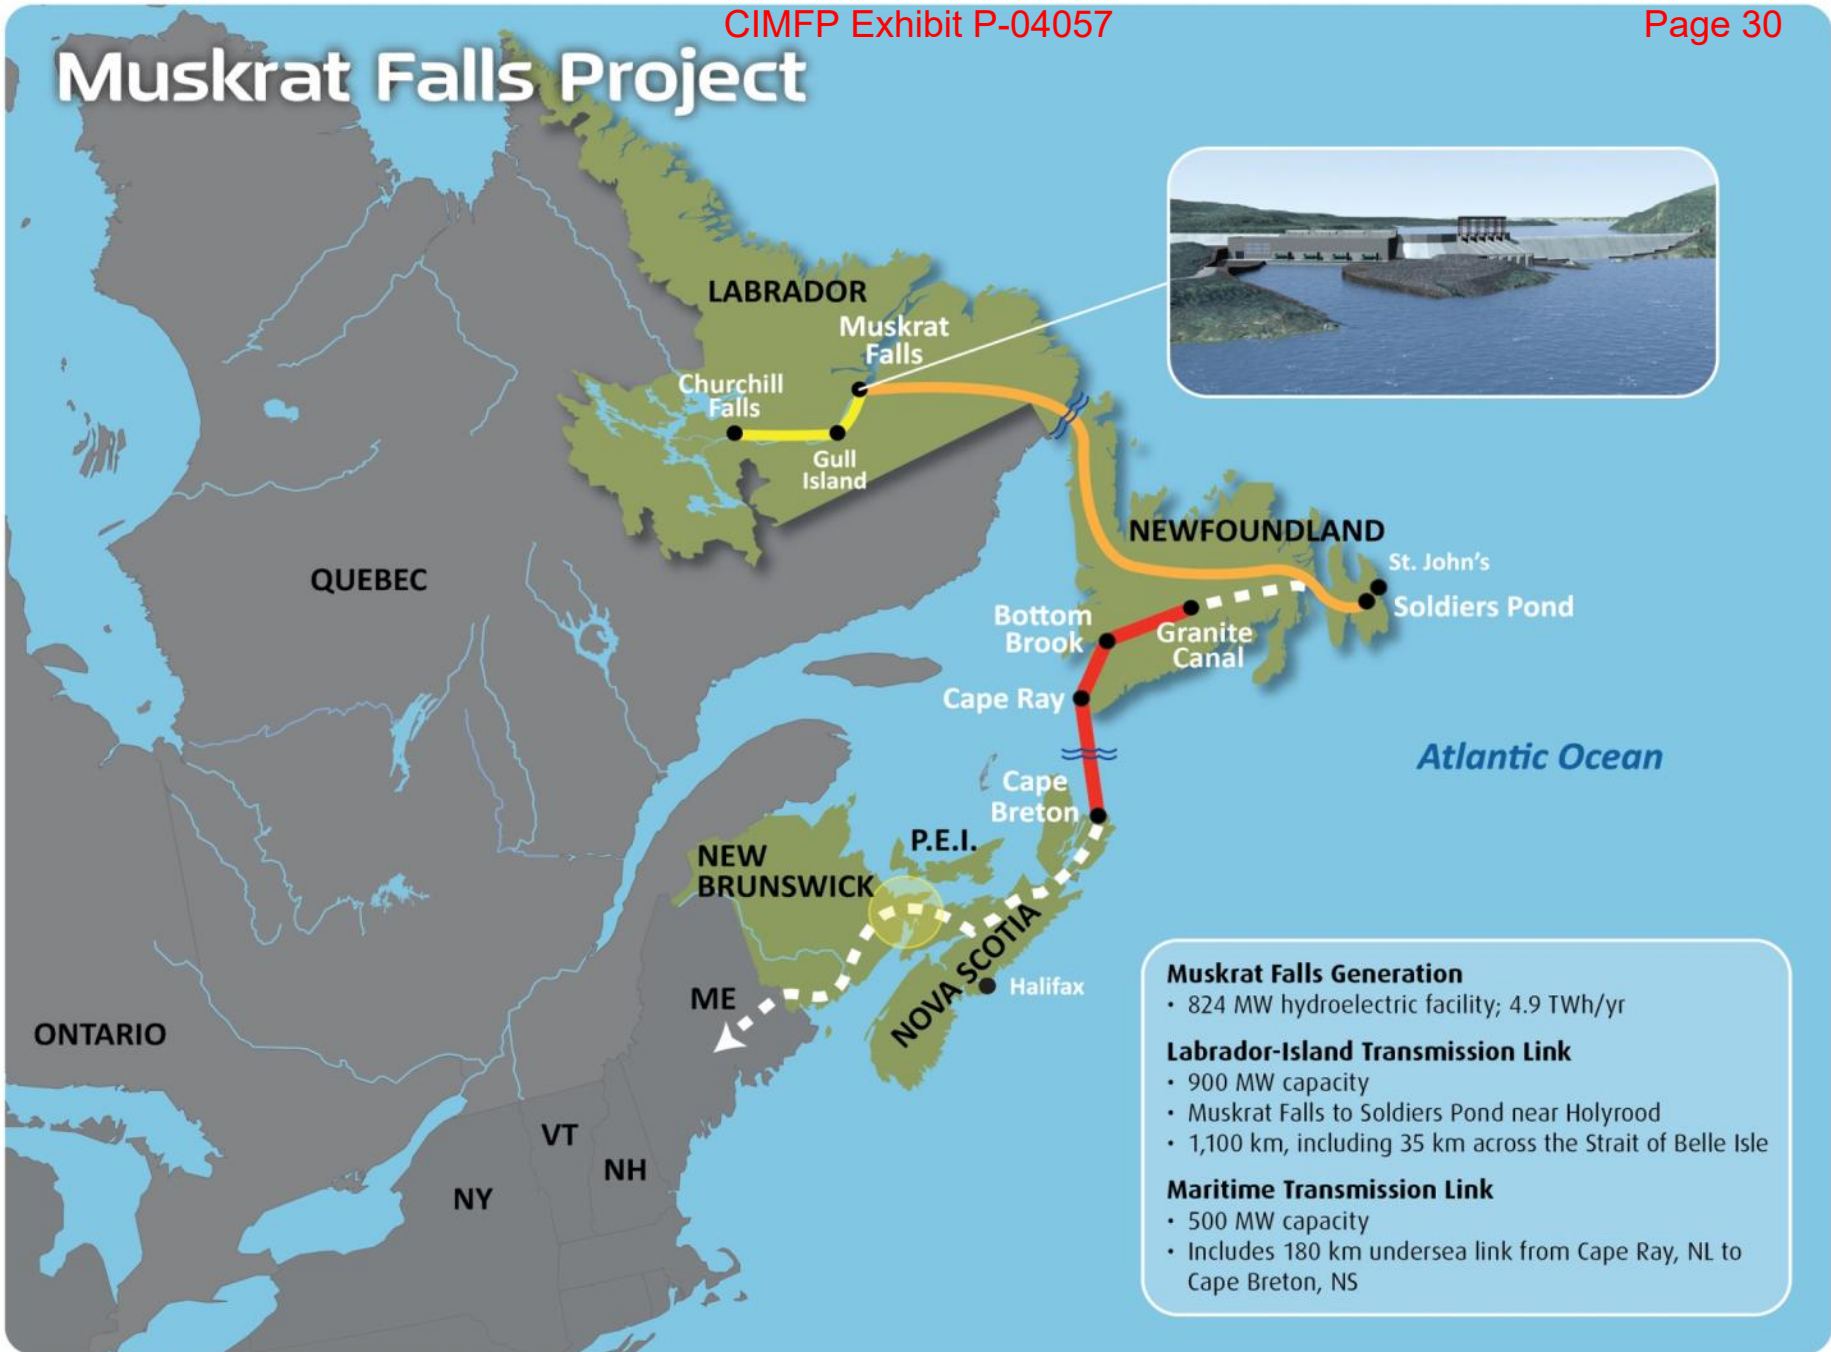 CIMFP Exhibit P-04057
Page 30
Muskrat Falls Project
LABRADOR
Muskrat
Falls
Churchill
Falls
Gull
Island
NEWFOUNDLAND
St. John's
Soldiers Pond
QUEBEC
Bottom
Brook
Granite
Canal
Cape Ray
Atlantic Ocean
Cape
Breton
P.E.I.
NEW
BRUNSWICK
NOVA SCOTIA
Halifax
ME
ONTARIO
VT
NH
NY
Muskrat Falls Generation
• 824 MW hydroelectric facility; 4.9 TWh/yr
Labrador-Island Transmission Link
• 900 MW capacity
• Muskrat Falls to Soldiers Pond near Holyrood
• 1,100 km, including 35 km across the Strait of Belle Isle
Maritime Transmission Link
• 500 MW capacity
• Includes 180 km undersea link from Cape Ray, NL to
Cape Breton, NS